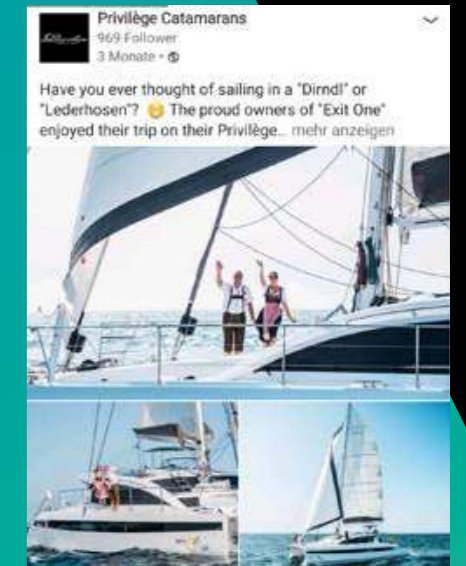 Privilège Catamarans
969 Follower
3 Monate •
Have you ever thought of sailing in a "Dirndl" or
"Lederhosen"? 😊 The proud owners of "Exit One"
enjoyed their trip on their Privilège... mehr anzeigen